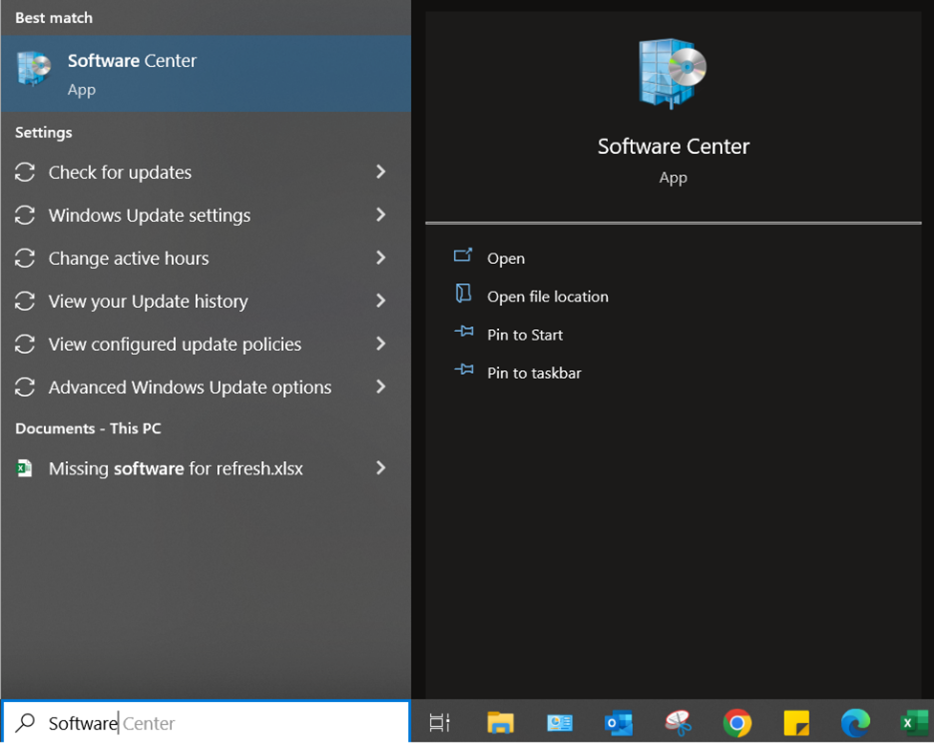 Best match
Software Center
App
Settings
Check for updates
Windows Update settings
Change active hours
View your Update history
View configured update policies
Advanced Windows Update options
Documents - This PC
Missing software for refresh.xlsx
Software Center
Software Center
App
Open
Open file location
Pin to Start
Pin to taskbar